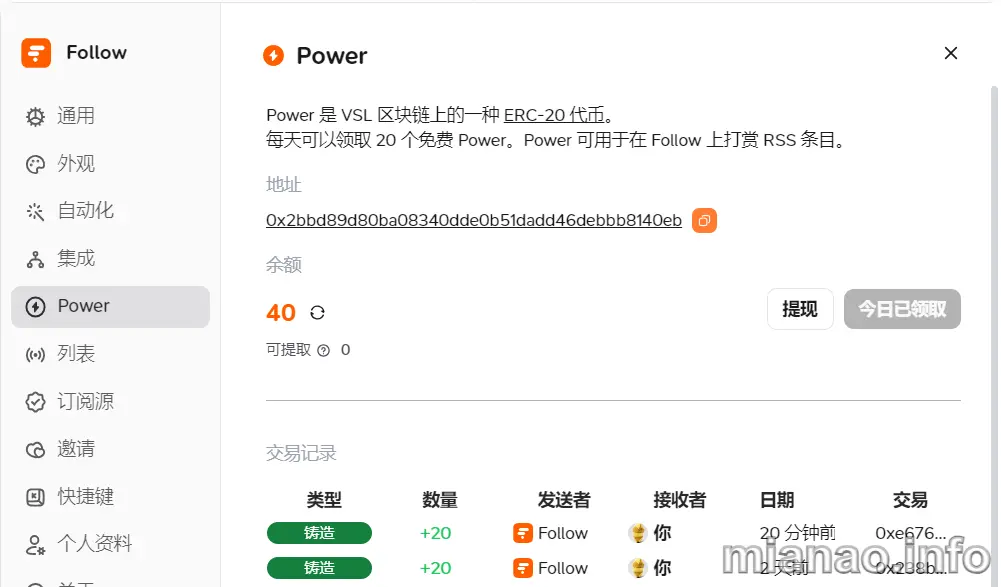 Follow
通用
外观
自动化
集成
Power
列表
订阅源
邀请
快捷键
个人资料
Power
Power 是 VSL 区块链上的一种 ERC-20 代币。
每天可以领取 20 个免费 Power。Power 可用于在 Follow 上打赏 RSS 条目。
地址
0x2bbd89d80ba08340dde0b51dadd46debbb8140eb
余额
40
提现 今日已领取
可提取 0
交易记录
类型 数量 发送者 接收者 日期 交易
铸造 +20 Follow 你 20 分钟前 0xe676...
铸造 +20 Follow 你 2 天前 0x238b...
mianao.info